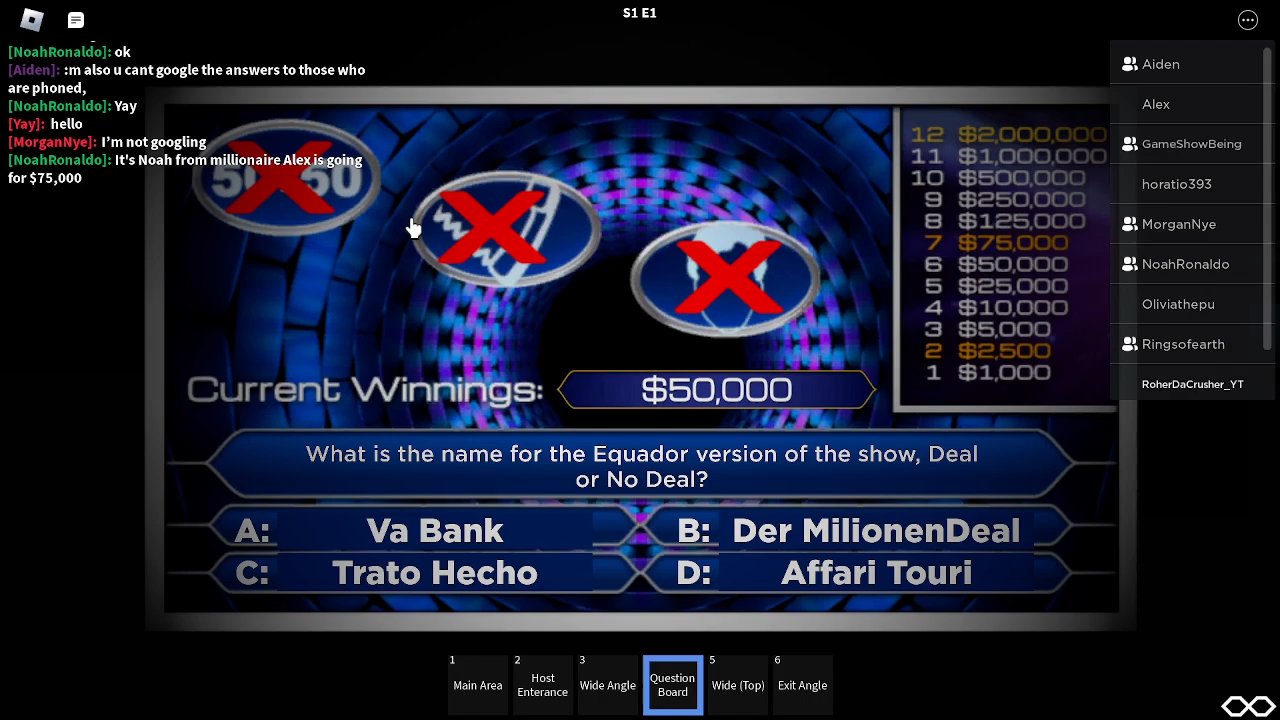 S1 E1
[NoahRonaldo]: ok
[Aiden]: :m also u cant google the answers to those who
are phoned,
[NoahRonaldo]: Yay
[Yay]: hello
[MorganNye]: I'm not googling
[NoahRonaldo]: It's Noah from millionaire Alex is going
for $75,000
50 50
12 $2,000,000
11 $1,000,000
10 $500,000
9 $250,000
8 $125,000
7 $75,000
6 $50,000
5 $25,000
4 $10,000
3 $5,000
2 $2,500
1 $1,000
Aiden
Alex
GameShowBeing
horatio393
MorganNye
NoahRonaldo
Oliviathepu
Ringsofearth
RoherDaCrusher_YT
Current Winnings: $50,000
What is the name for the Equador version of the show, Deal
or No Deal?
A: Va Bank
B: Der MilionenDeal
C: Trato Hecho
D: Affari Touri
1 Main Area
2 Host
Enterance
3 Wide Angle
Question
Board
5 Wide (Top)
6 Exit Angle